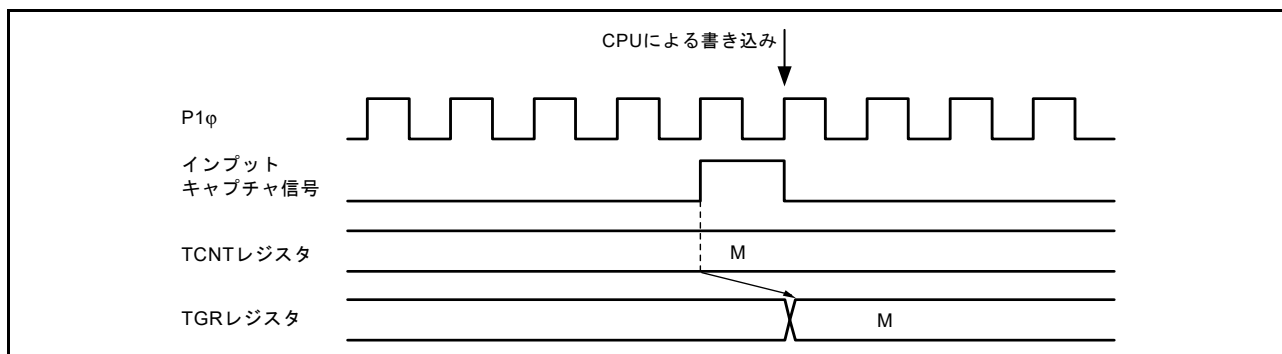 CPUによる書き込み
P1φ
インプット
キャプチャ信号
TCNTレジスタ
M
TGRレジスタ
M